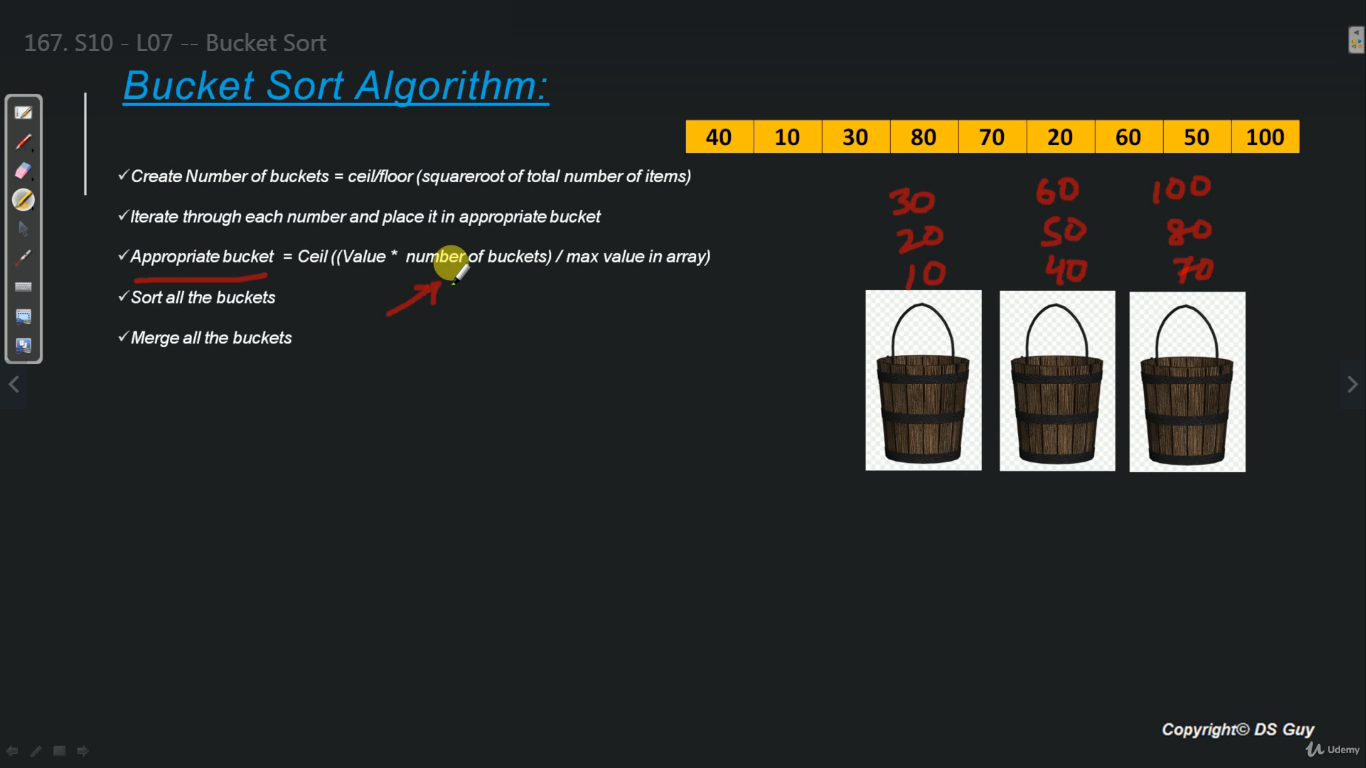 167. S10 - L07 -- Bucket Sort
Bucket Sort Algorithm:
40 10 30 80 70 20 60 50 100
✓Create Number of buckets = ceil/floor (squareroot of total number of items)
✓Iterate through each number and place it in appropriate bucket
✓Appropriate bucket = Ceil ((Value * number of buckets) / max value in array)
✓Sort all the buckets
✓Merge all the buckets
30 60 100
20 50 80
10 40 70
Copyright© DS Guy
Udemy